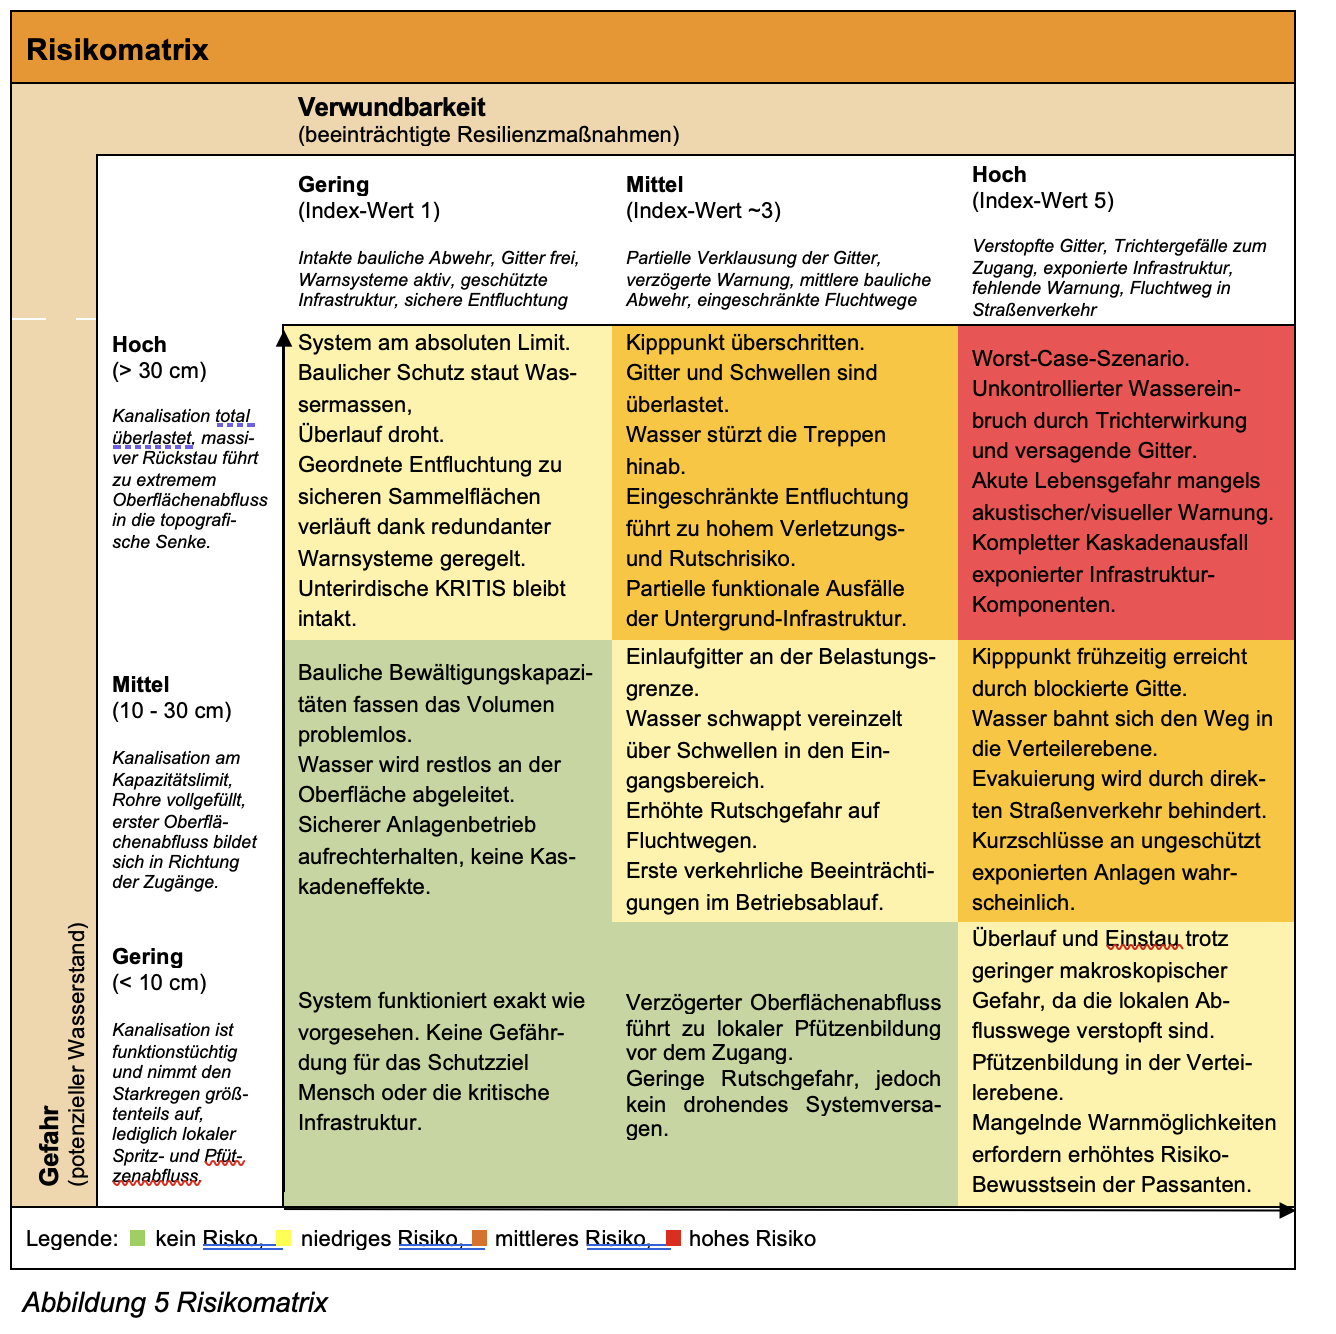 Risikomatrix
Verwundbarkeit
(beeinträchtigte Resilienzmaßnahmen)
Gering
(Index-Wert 1)
Intakte bauliche Abwehr, Gitter frei,
Warnsysteme aktiv, geschützte
Infrastruktur, sichere Entfluchtung
Mittel
(Index-Wert ~3)
Partielle Verklausung der Gitter,
verzögerte Warnung, mittlere bauliche
Abwehr, eingeschränkte Fluchtwege
Hoch
(Index-Wert 5)
Verstopfte Gitter, Trichtergefälle zum
Zugang, exponierte Infrastruktur,
fehlende Warnung, Fluchtweg in
Straßenverkehr
Gefahr
(potenzieller Wasserstand)
Hoch
(> 30 cm)
Kanalisation total
überlastet, massi-
ver Rückstau führt
zu extremem
Oberflächenabfluss
in die topografi-
sche Senke.
System am absoluten Limit.
Baulicher Schutz staut Was-
sermassen,
Überlauf droht.
Geordnete Entfluchtung zu
sicheren Sammelflächen
verläuft dank redundanter
Warnsysteme geregelt.
Unterirdische KRITIS bleibt
intakt.
Kipppunkt überschritten.
Gitter und Schwellen sind
überlastet.
Wasser stürzt die Treppen
hinab.
Eingeschränkte Entfluchtung
führt zu hohem Verletzungs-
und Rutschrisiko.
Partielle funktionale Ausfälle
der Untergrund-Infrastruktur.
Worst-Case-Szenario.
Unkontrollierter Wasserein-
bruch durch Trichterwirkung
und versagende Gitter.
Akute Lebensgefahr mangels
akustischer/visueller Warnung.
Kompletter Kaskadenausfall
exponierter Infrastruktur-
Komponenten.
Mittel
(10 - 30 cm)
Kanalisation am
Kapazitätslimit,
Rohre vollgefüllt,
erster Oberflä-
chenabfluss bildet
sich in Richtung
der Zugänge.
Bauliche Bewältigungskapazi-
täten fassen das Volumen
problemlos.
Wasser wird restlos an der
Oberfläche abgeleitet.
Sicherer Anlagenbetrieb
aufrechterhalten, keine Kas-
kadeneffekte.
Einlaufgitter an der Belastungs-
grenze.
Wasser schwappt vereinzelt
über Schwellen in den Ein-
gangsbereich.
Erhöhte Rutschgefahr auf
Fluchtwegen.
Erste verkehrliche Beeinträchti-
gungen im Betriebsablauf.
Kipppunkt frühzeitig erreicht
durch blockierte Gitte.
Wasser bahnt sich den Weg in
die Verteilerebene.
Evakuierung wird durch direk-
ten Straßenverkehr behindert.
Kurzschlüsse an ungeschützt
exponierten Anlagen wahr-
scheinlich.
Gering
(< 10 cm)
Kanalisation ist
funktionstüchtig
und nimmt den
Starkregen größ-
tenteils auf,
lediglich lokaler
Spritz- und Pfüt-
zenabfluss
System funktioniert exakt wie
vorgesehen. Keine Gefähr-
dung für das Schutzziel
Mensch oder die kritische
Infrastruktur.
Verzögerter Oberflächenabfluss
führt zu lokaler Pfützenbildung
vor dem Zugang.
Geringe Rutschgefahr, jedoch
kein drohendes Systemversa-
gen.
Überlauf und Einstau trotz
geringer makroskopischer
Gefahr, da die lokalen Ab-
flusswege verstopft sind.
Pfützenbildung in der Vertei-
lerebene.
Mangelnde Warnmöglichkeiten
erfordern erhöhtes Risiko-
Bewusstsein der Passanten.
Legende: kein Risko, niedriges Risiko, mittleres Risiko, hohes Risiko
Abbildung 5 Risikomatrix